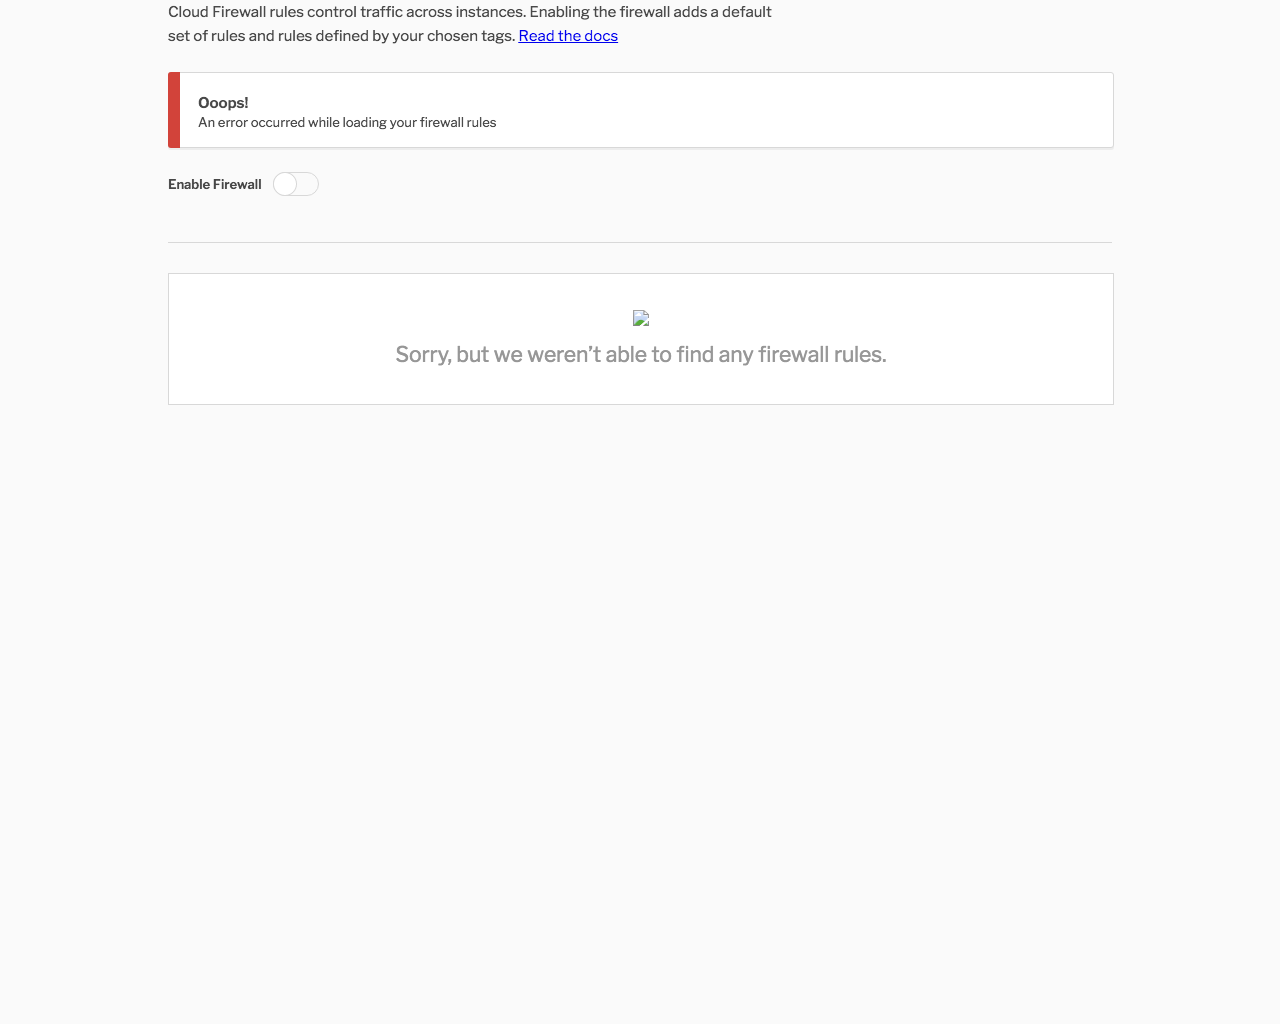 Cloud Firewall rules control traffic across instances. Enabling the firewall adds a default
set of rules and rules defined by your chosen tags. Read the docs
Ooops!
An error occurred while loading your firewall rules
Enable Firewall
Sorry, but we weren’t able to find any firewall rules.